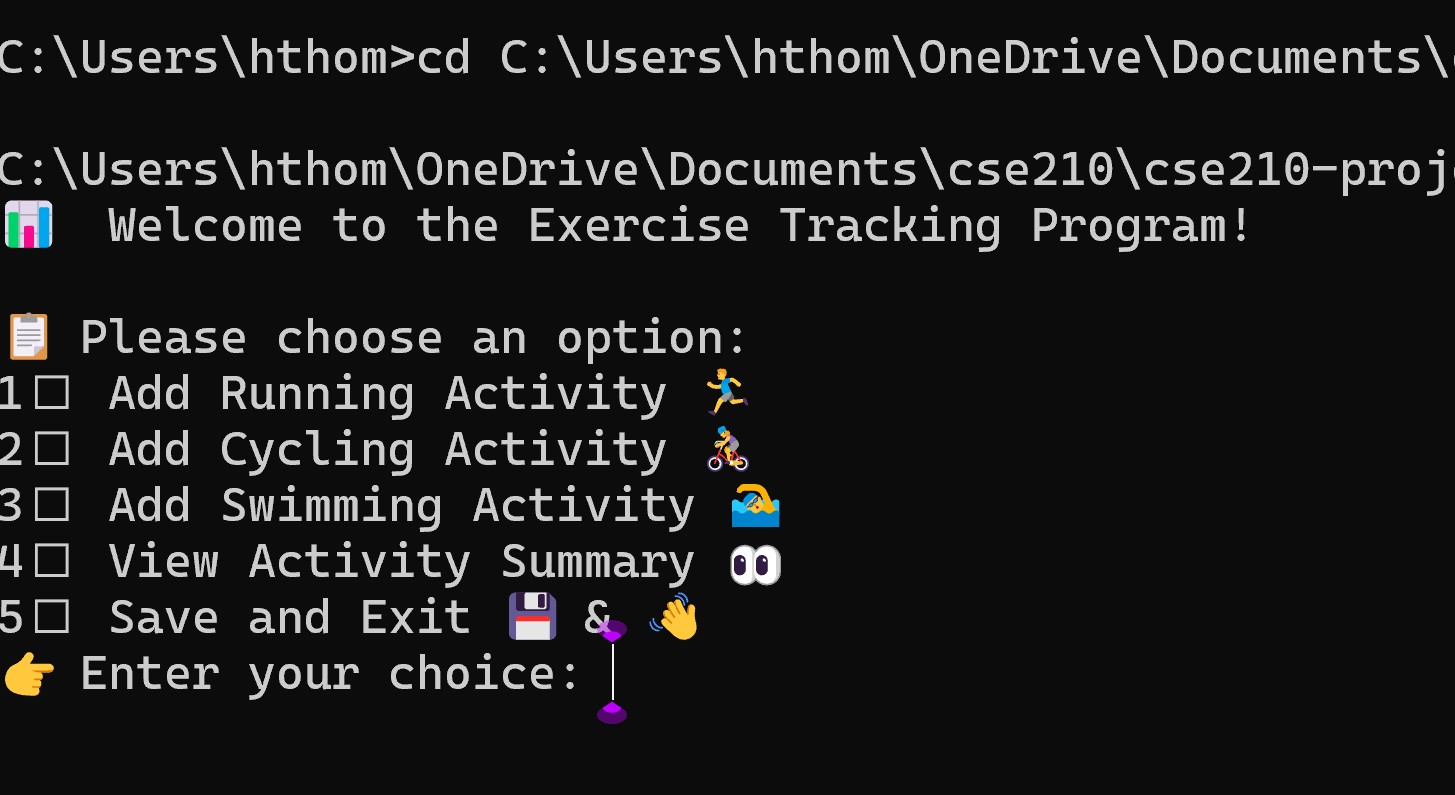 C:\Users\hthom>cd C:\Users\hthom\OneDrive\Documents\
C:\Users\hthom\OneDrive\Documents\cse210\cse210-proj
📊 Welcome to the Exercise Tracking Program!
📋 Please choose an option:
1□ Add Running Activity 🏃‍♂️
2□ Add Cycling Activity 🚴
3□ Add Swimming Activity 🏊‍♂️
4□ View Activity Summary 👀
5□ Save and Exit 💾 & 👋
👉 Enter your choice: